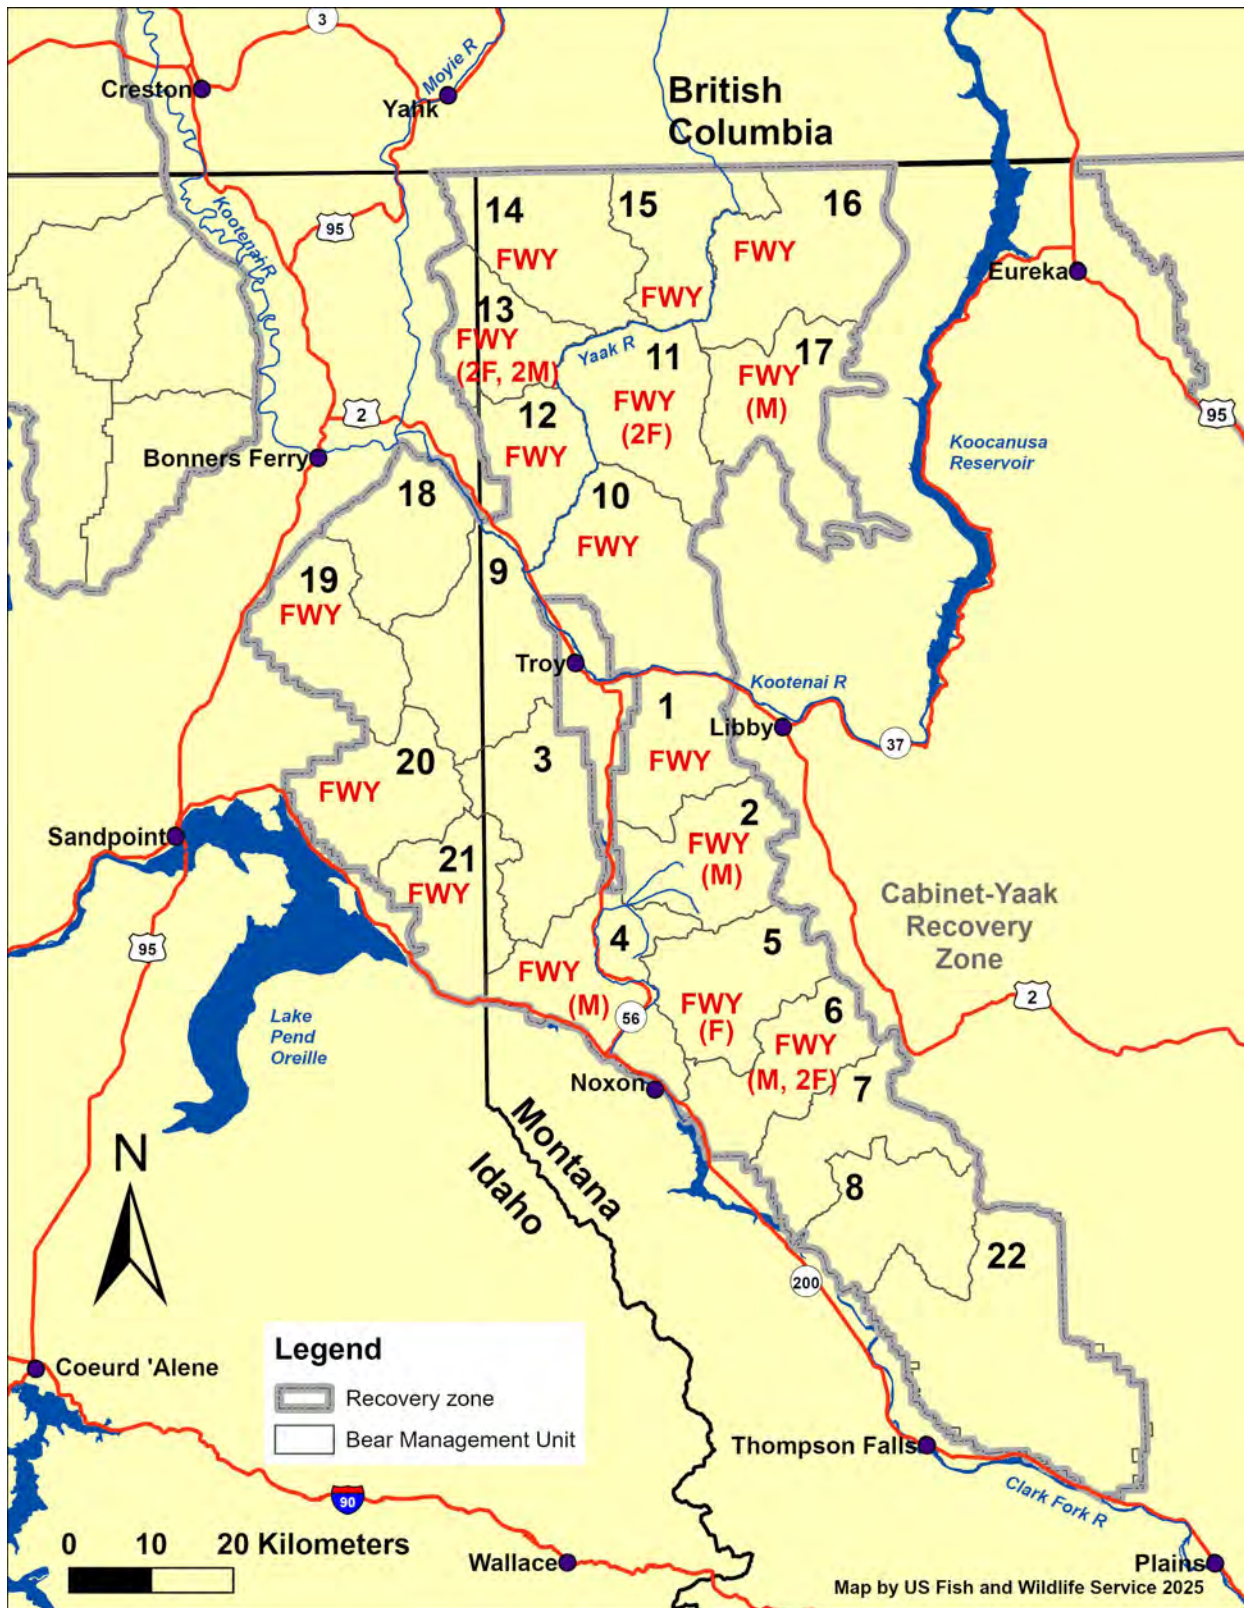 3
Creston
Yahk
Moyie R
British
Columbia
Kootenai R
95
14
15
16
FWY
FWY
FWY
Eureka
13
FWY
(2F, 2M)
Yaak R
11
17
FWY
(2F)
FWY
(M)
2
12
FWY
95
Bonners Ferry
Koocanusa
Reservoir
18
10
FWY
9
19
FWY
Troy
Kootenai R
1
FWY
Libby
37
20
FWY
3
2
FWY
(M)
Sandpoint
21
FWY
Cabinet-Yaak
Recovery
Zone
95
4
FWY
(M)
5
FWY
(F)
6
FWY
(M, 2F)
2
56
Lake
Pend
Oreille
Noxon
7
Montana
Idaho
N
8
22
200
Legend
Recovery zone
Bear Management Unit
Coeurd 'Alene
Thompson Falls
Clark Fork R
90
0 10 20 Kilometers
Wallace
Plains
Map by US Fish and Wildlife Service 2025